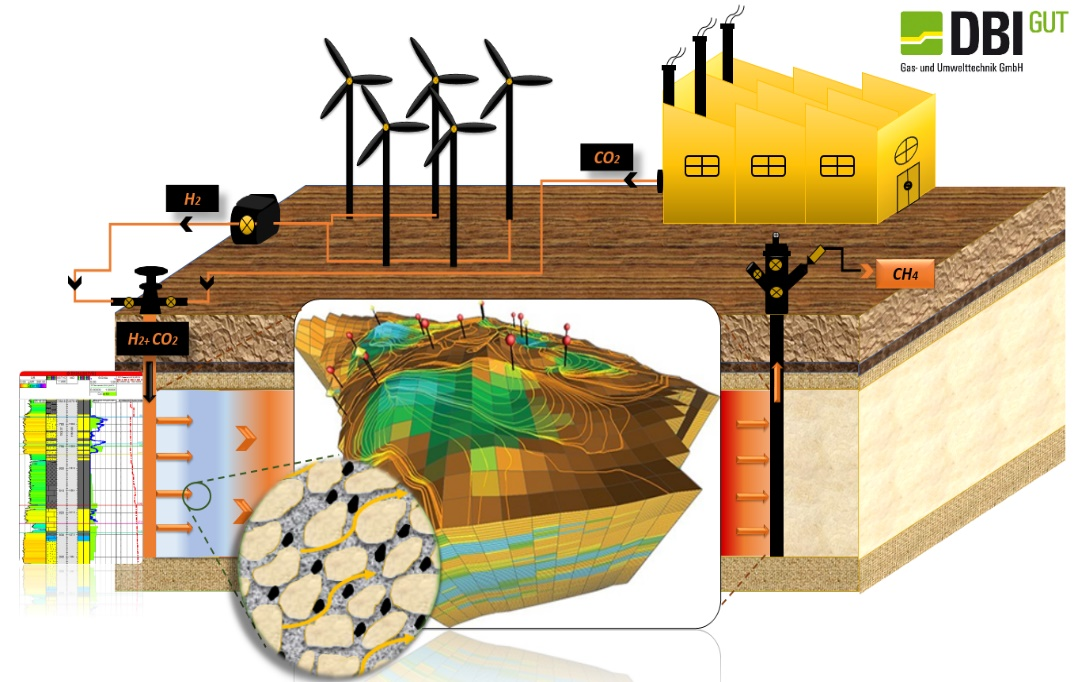 DBI GUT
Gas- und Umwelttechnik GmbH
CO2
H2
CH4
H2+ CO2